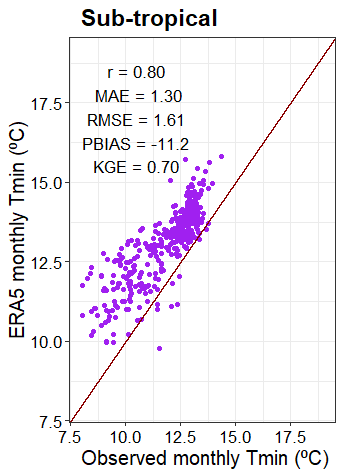 Sub-tropical
r = 0.80
MAE = 1.30
RMSE = 1.61
PBIAS = -11.2
KGE = 0.70
ERA5 monthly Tmin (ºC)
17.5
15.0
12.5
10.0
7.5
7.5 10.0 12.5 15.0 17.5
Observed monthly Tmin (ºC)